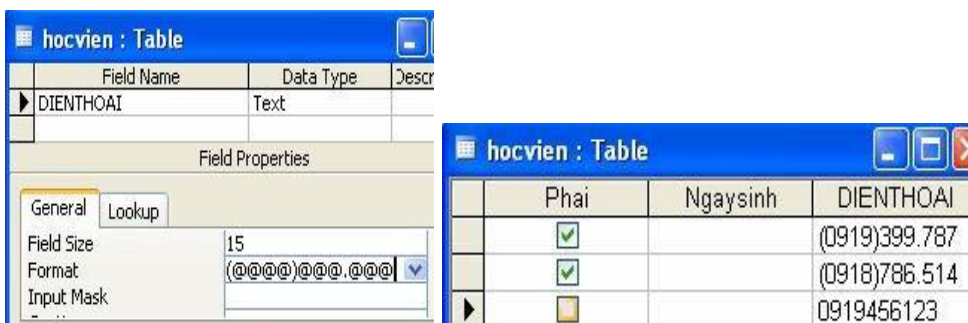 hocvien : Table
Field Name Data Type Descr
DIENTHOAI Text
Field Properties
General Lookup
Field Size 15
Format (@@@@)@@@.@@@
Input Mask
hocvien : Table
Phai Ngaysinh DIENTHOAI
(0919)399.787
(0918)786.514
0919456123